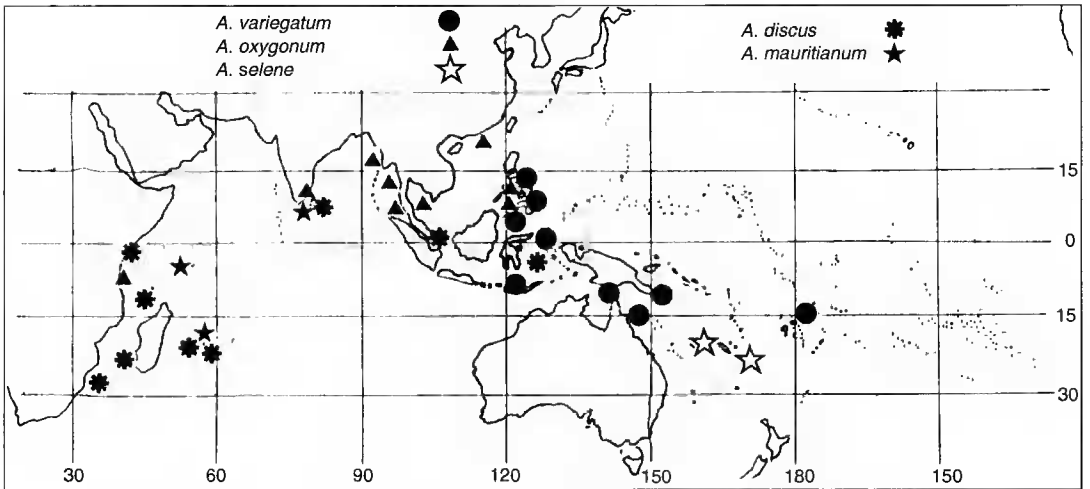 A. variegatum
A. oxygonum
A. selene
A. discus
A. mauritianum
15
0
15
30
30
60
90
120
150
180
150